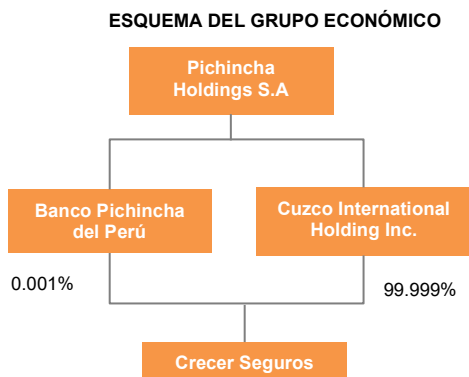 ESQUEMA DEL GRUPO ECONÓMICO
Pichincha
Holdings S.A
Banco Pichincha
del Perú
Cuzco International
Holding Inc.
0.001%
99.999%
Crecer Seguros